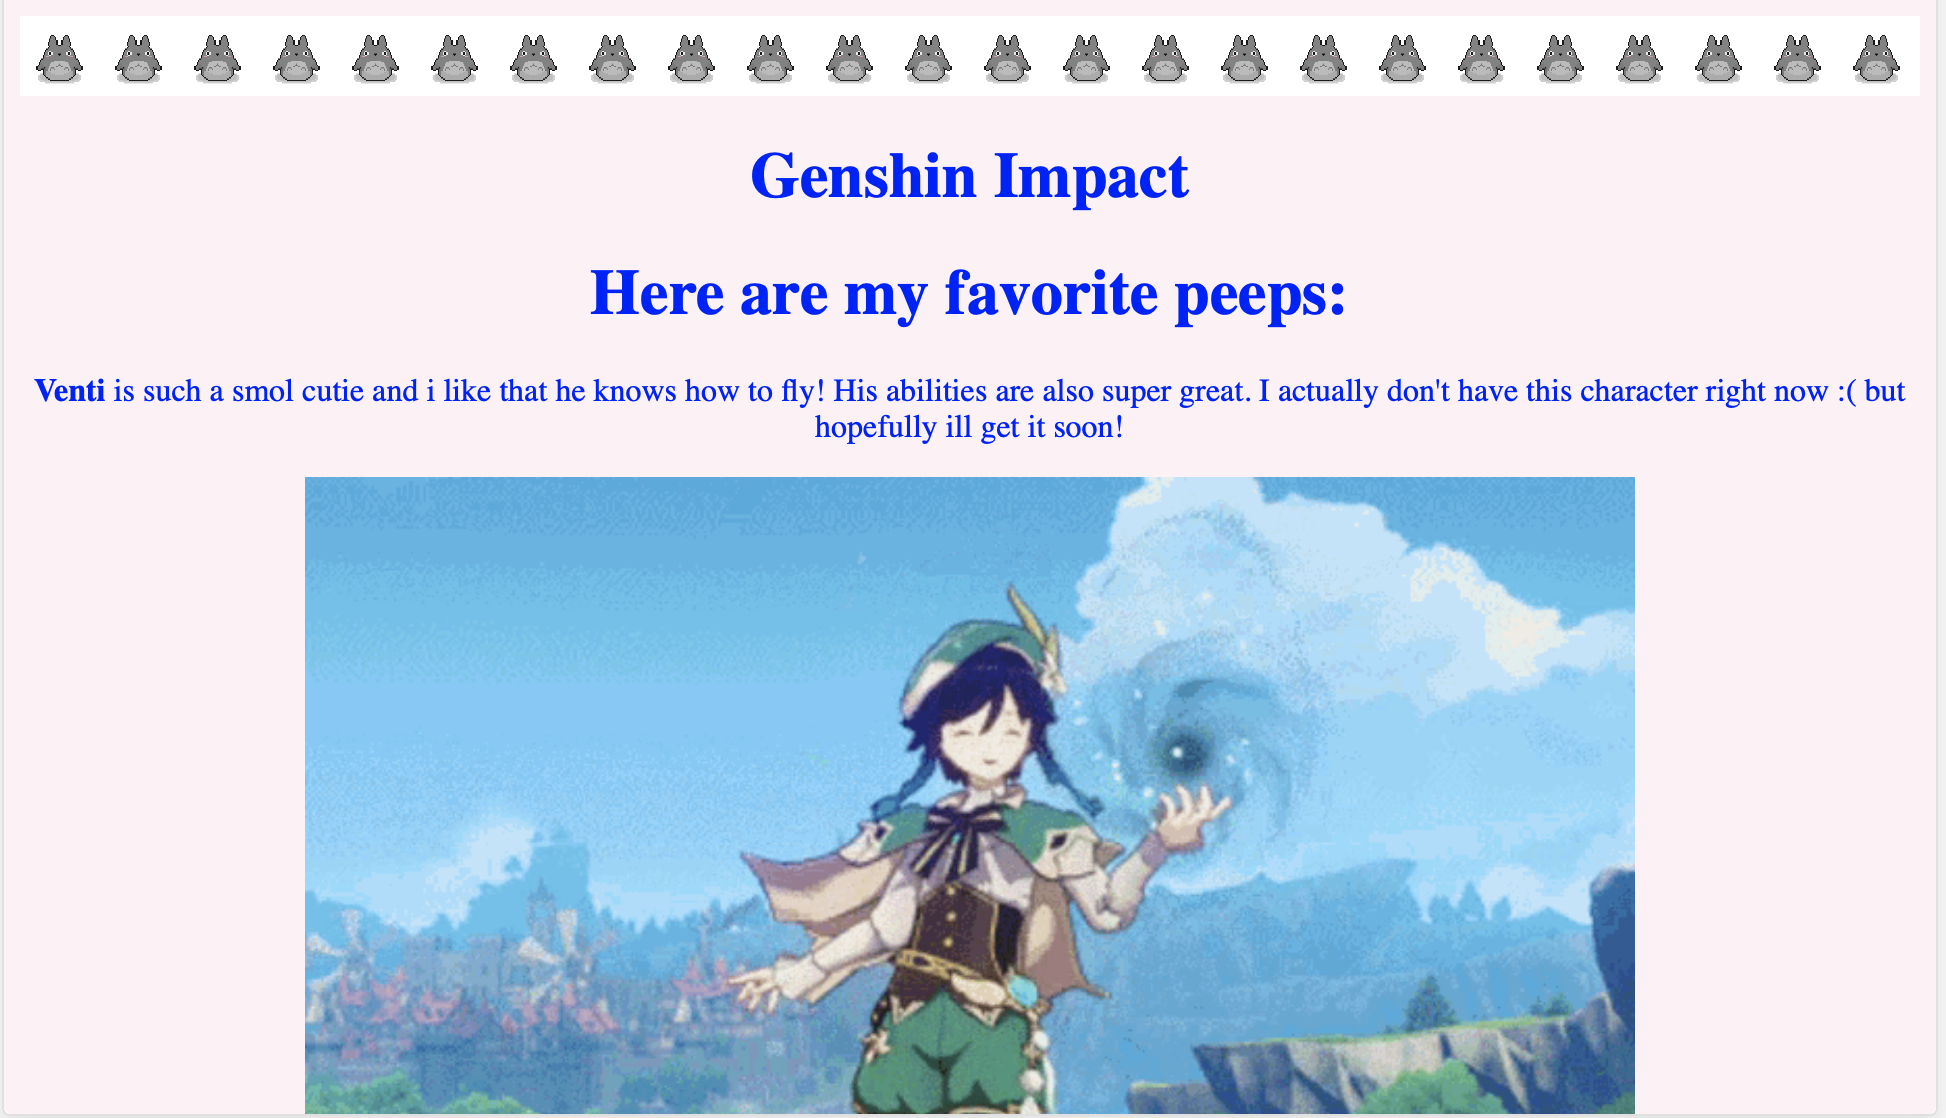 Genshin Impact
Here are my favorite peeps:
Venti is such a smol cutie and i like that he knows how to fly! His abilities are also super great. I actually don't have this character right now :( but
hopefully ill get it soon!